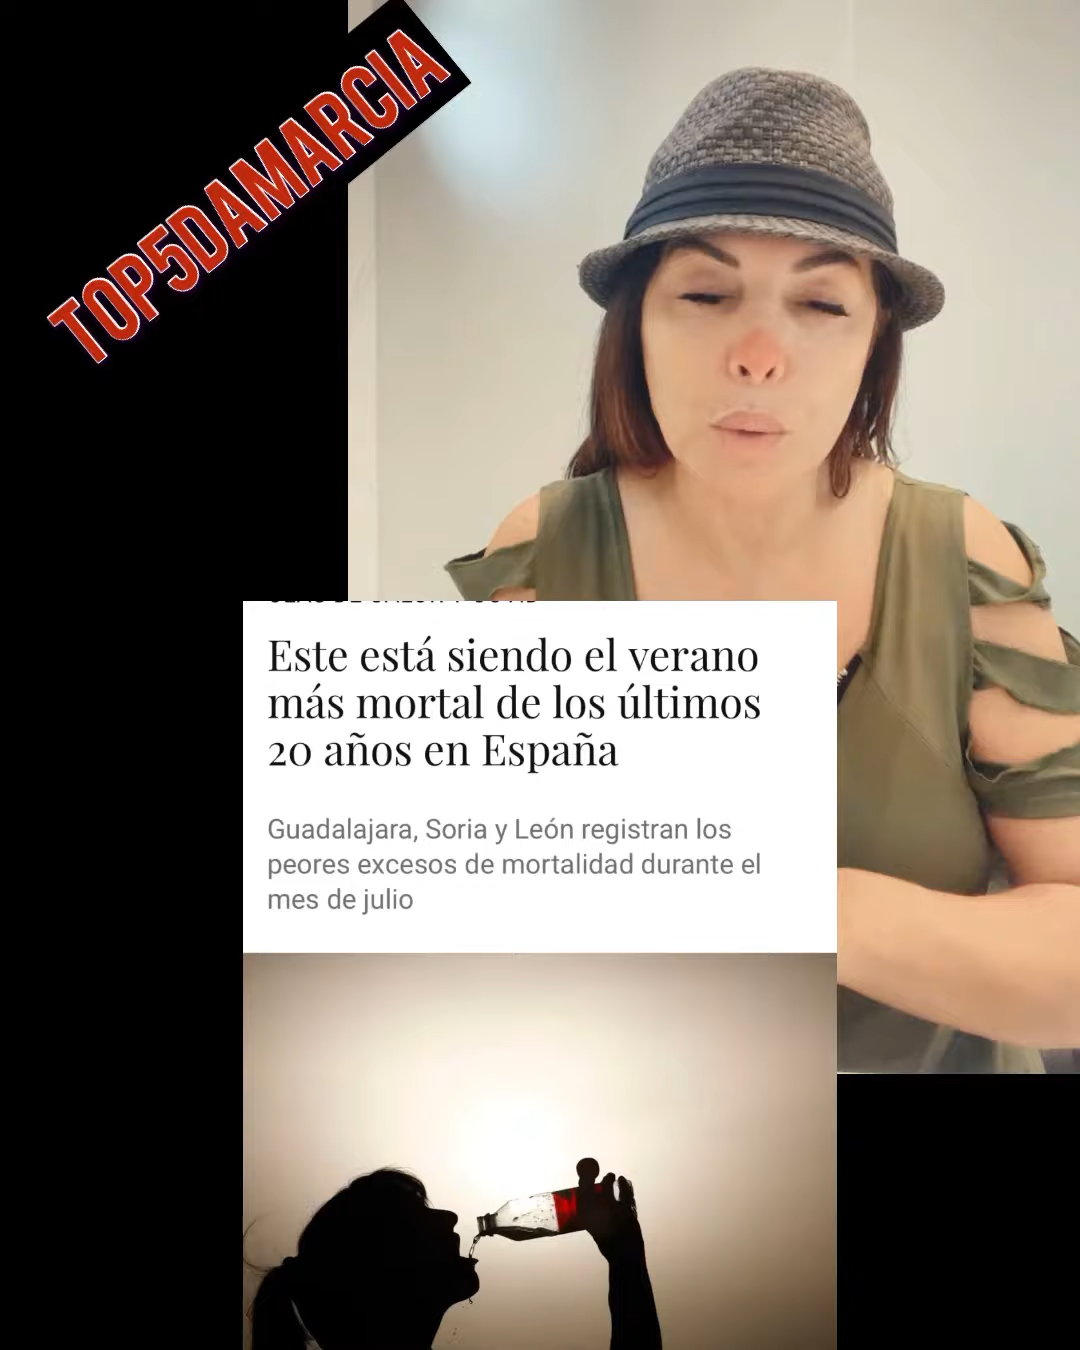 TOP5DAMARCIA
Este está siendo el verano
más mortal de los últimos
20 años en España
Guadalajara, Soria y León registran los
peores excesos de mortalidad durante el
mes de julio